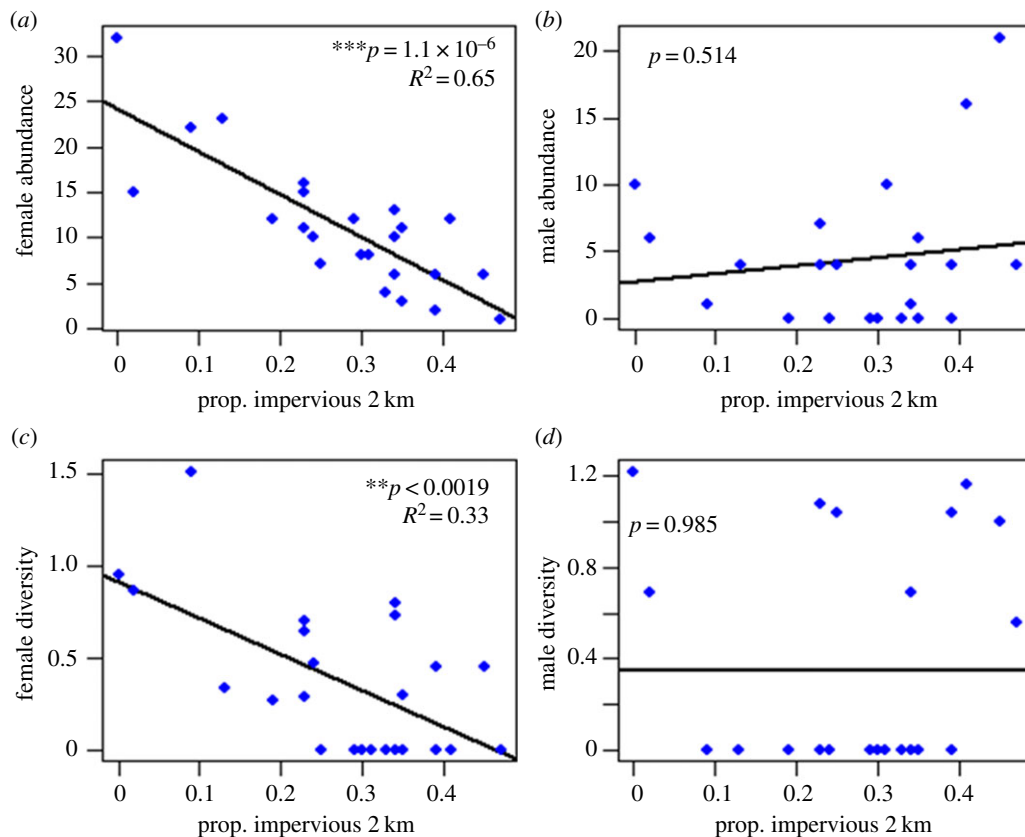 (a)
***p = 1.1 × 10⁻⁶
R² = 0.65
female abundance
30
25
20
15
10
5
0
0 0.1 0.2 0.3 0.4
prop. impervious 2 km
(b)
p = 0.514
male abundance
20
15
10
5
0
0 0.1 0.2 0.3 0.4
prop. impervious 2 km
(c)
**p < 0.0019
R² = 0.33
female diversity
1.5
1.0
0.5
0
0 0.1 0.2 0.3 0.4
prop. impervious 2 km
(d)
p = 0.985
male diversity
1.2
0.8
0.4
0
0 0.1 0.2 0.3 0.4
prop. impervious 2 km